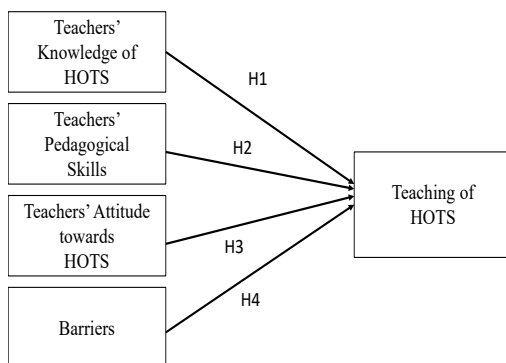 Teachers’
Knowledge of
HOTS
H1
Teachers’
Pedagogical
Skills
H2
Teaching of
HOTS
Teachers’ Attitude
towards
HOTS
H3
H4
Barriers